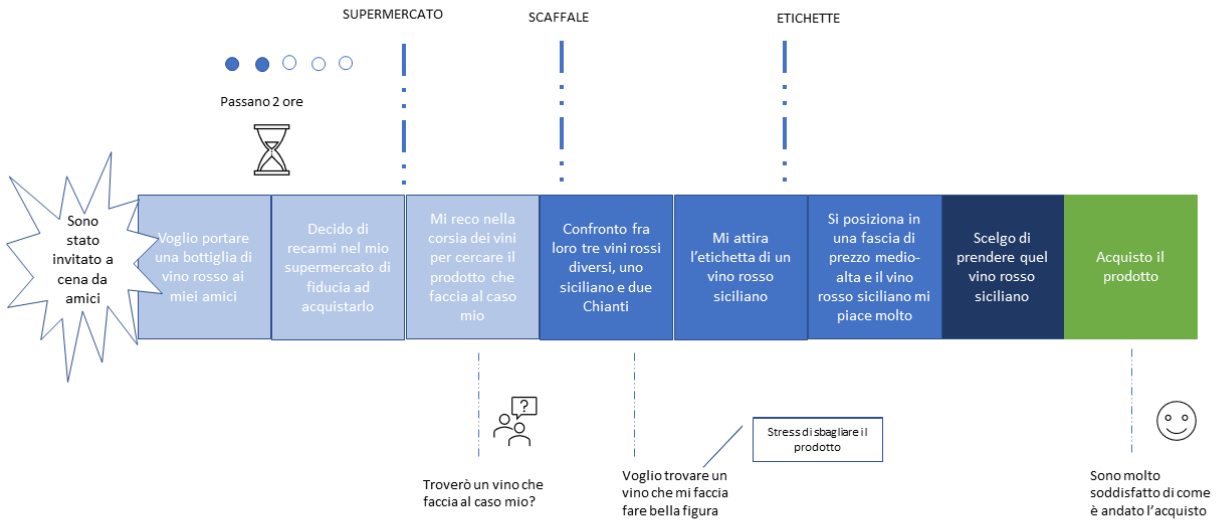 SUPERMERCATO
SCAFFALE
ETICHETTE
Passano 2 ore
Sono
stato
invitato a
cena da
amici
Voglio portare
una bottiglia di
vino rosso ai
miei amici
Decido di
recarmi nel mio
supermercato di
fiducia ad
acquistarlo
Mi reco nella
corsia dei vini
per cercare il
prodotto che
faccia al caso
mio
Confronto fra
loro tre vini rossi
diversi, uno
siciliano e due
Chianti
Mi attira
l'etichetta di un
vino rosso
siciliano
Si posiziona in
una fascia di
prezzo medio-
alta e il vino
rosso siciliano mi
piace molto
Scelgo di
prendere quel
vino rosso
siciliano
Acquisto il
prodotto
?
Stress di sbagliare il
prodotto
Troverò un vino che
faccia al caso mio?
Voglio trovare un
vino che mi faccia
fare bella figura
Sono molto
soddisfatto di come
è andato l'acquisto